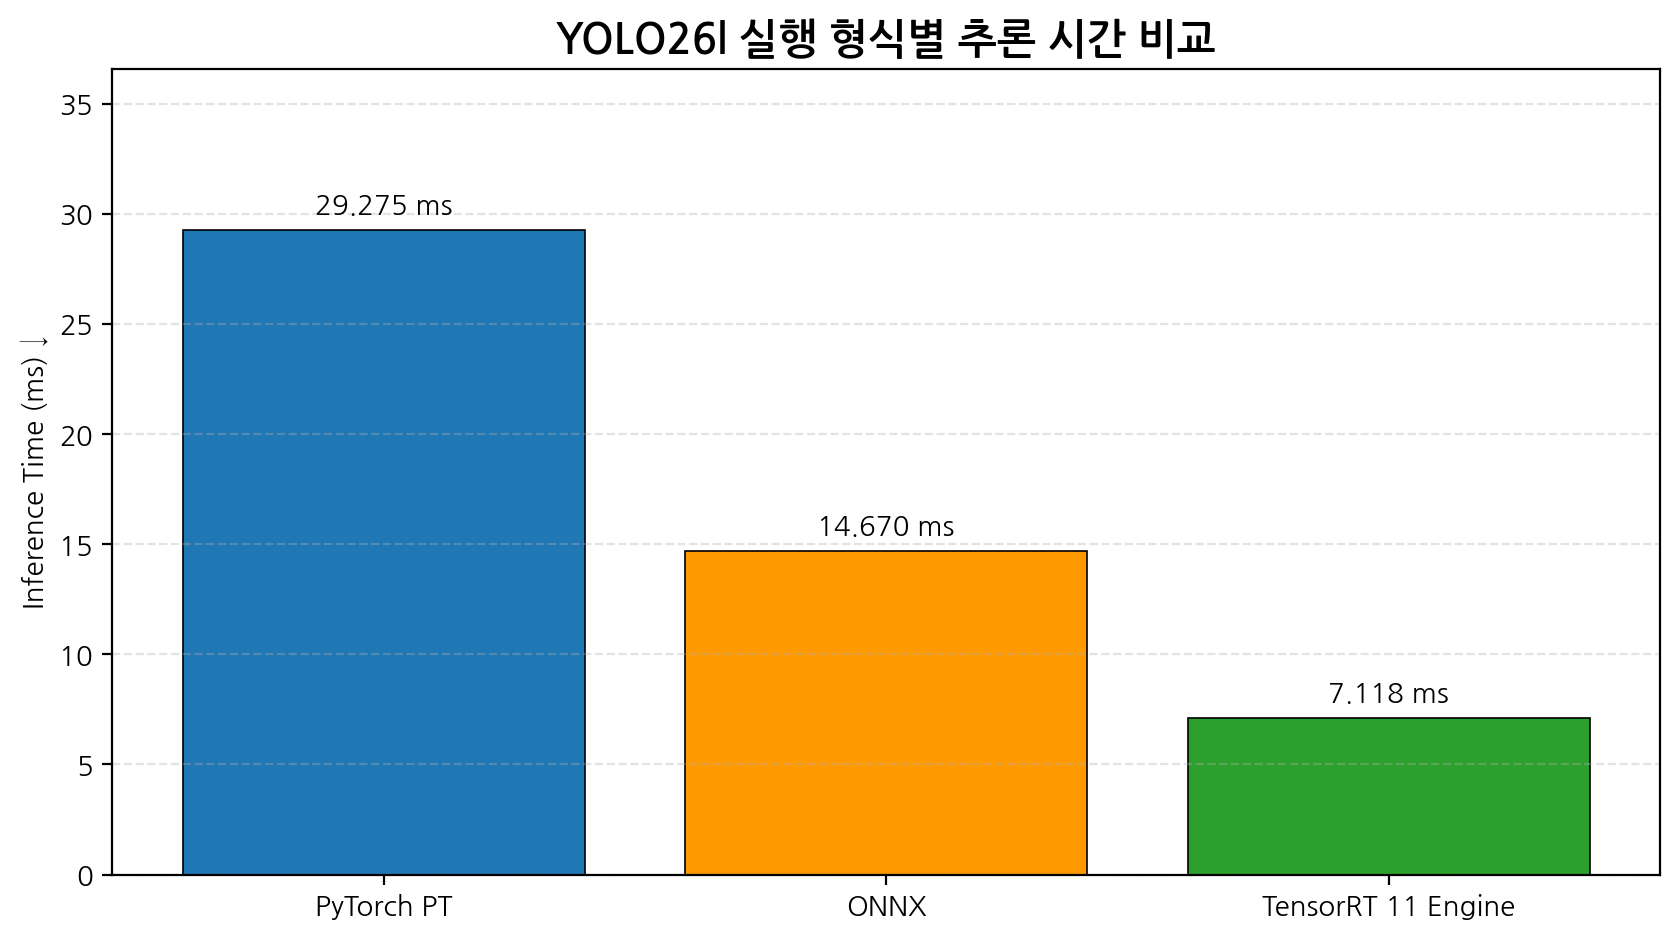 YOLO26l 실행 형식별 추론 시간 비교
35
30
25
20
15
10
5
0
Inference Time (ms) ↓
29.275 ms
14.670 ms
7.118 ms
PyTorch PT
ONNX
TensorRT 11 Engine